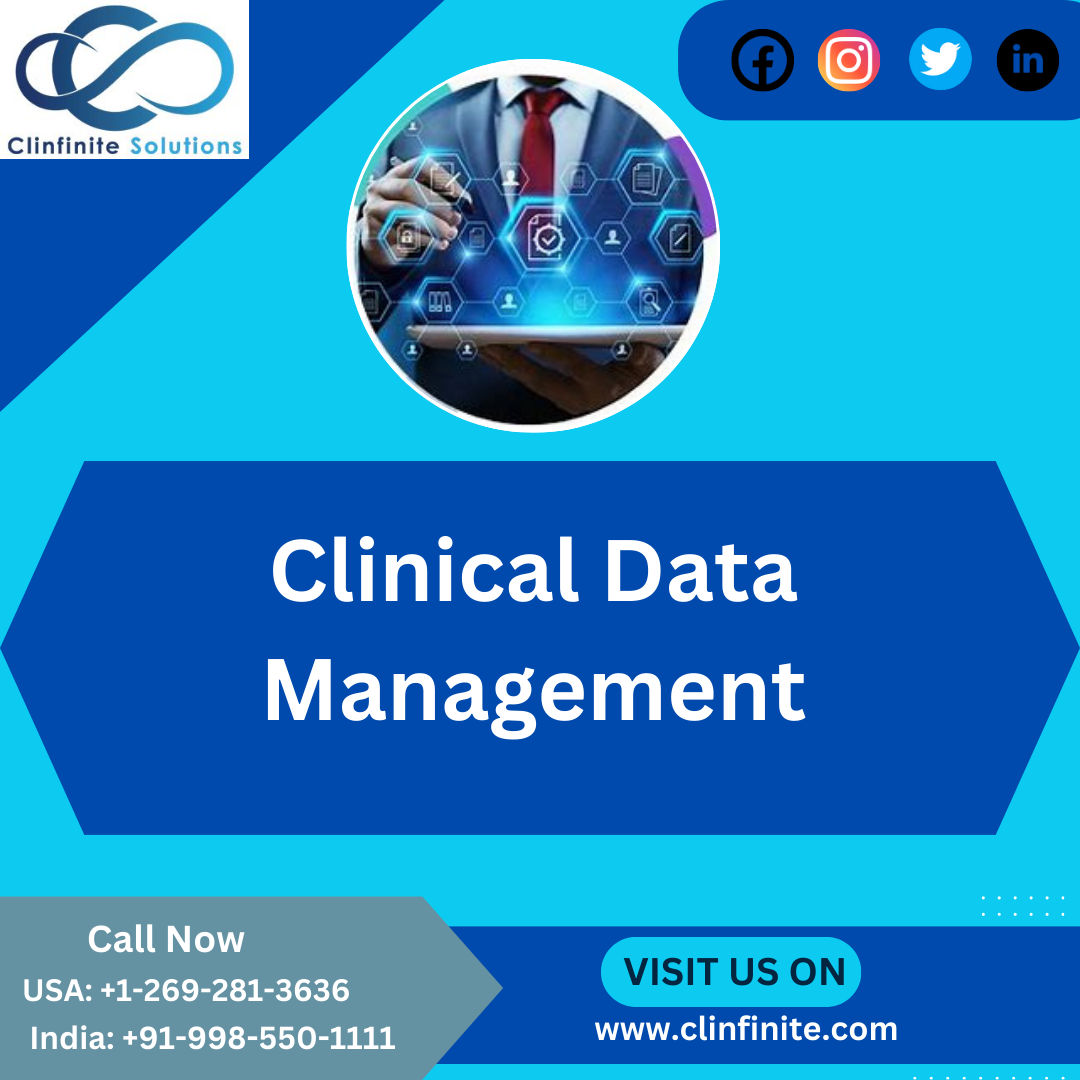 Clinfinite Solutions
in
Clinical Data
Management
Call Now
USA: +1-269-281-3636
India: +91-998-550-1111
VISIT US ON
www.clinfinite.com